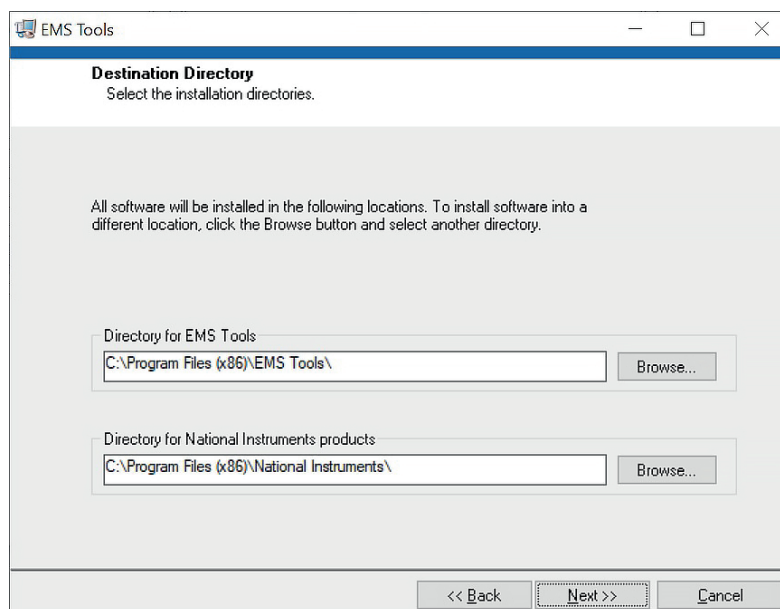 EMS Tools
Destination Directory
Select the installation directories.
All software will be installed in the following locations. To install software into a
different location, click the Browse button and select another directory.
Directory for EMS Tools
C:\Program Files (x86)\EMS Tools\
Browse...
Directory for National Instruments products
C:\Program Files (x86)\National Instruments\
Browse...
<< Back
Next >>
Cancel